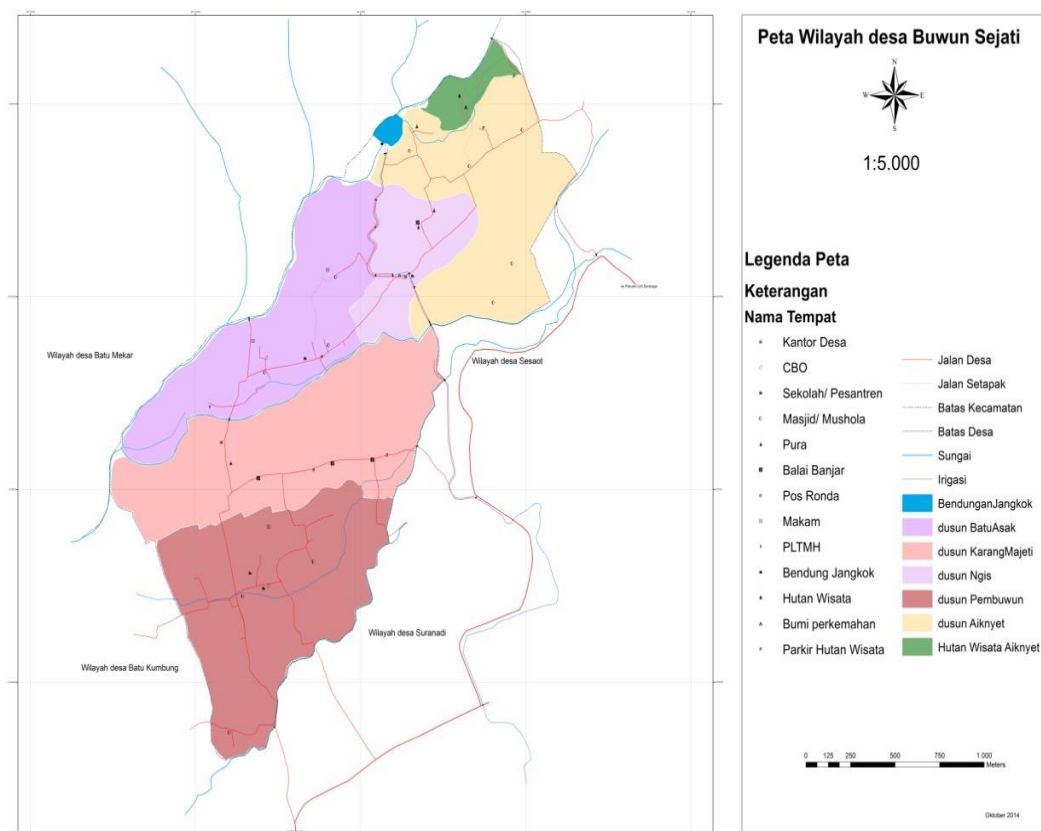 Peta Wilayah desa Buwun Sejati
N
W E
S
1:5.000
Legenda Peta
Keterangan
Nama Tempat
Kantor Desa
CBO
Sekolah/ Pesantren
Masjid/ Mushola
Pura
Balai Banjar
Pos Ronda
Makam
PLTMH
Bendung Jangkok
Hutan Wisata
Bumi perkemahan
Parkir Hutan Wisata
Jalan Desa
Jalan Setapak
Batas Kecamatan
Batas Desa
Sungai
Irigasi
BendunganJangkok
dusun BatuAsak
dusun KarangMajeti
dusun Ngis
dusun Pembuwun
dusun Aiknyet
Hutan Wisata Aiknyet
Wilayah desa Batu Mekar
Wilayah desa Sesaot
Wilayah desa Suranadi
Wilayah desa Batu Kumbung
0 125 250 500 750 1.000
Meters
Oktober 2014